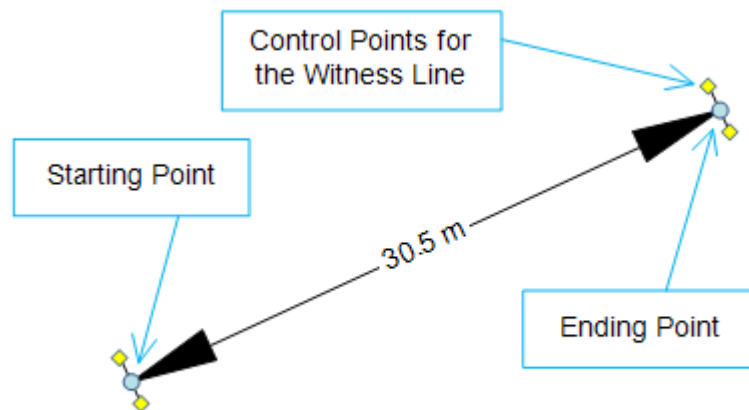 Control Points for
the Witness Line
Starting Point
30.5 m
Ending Point